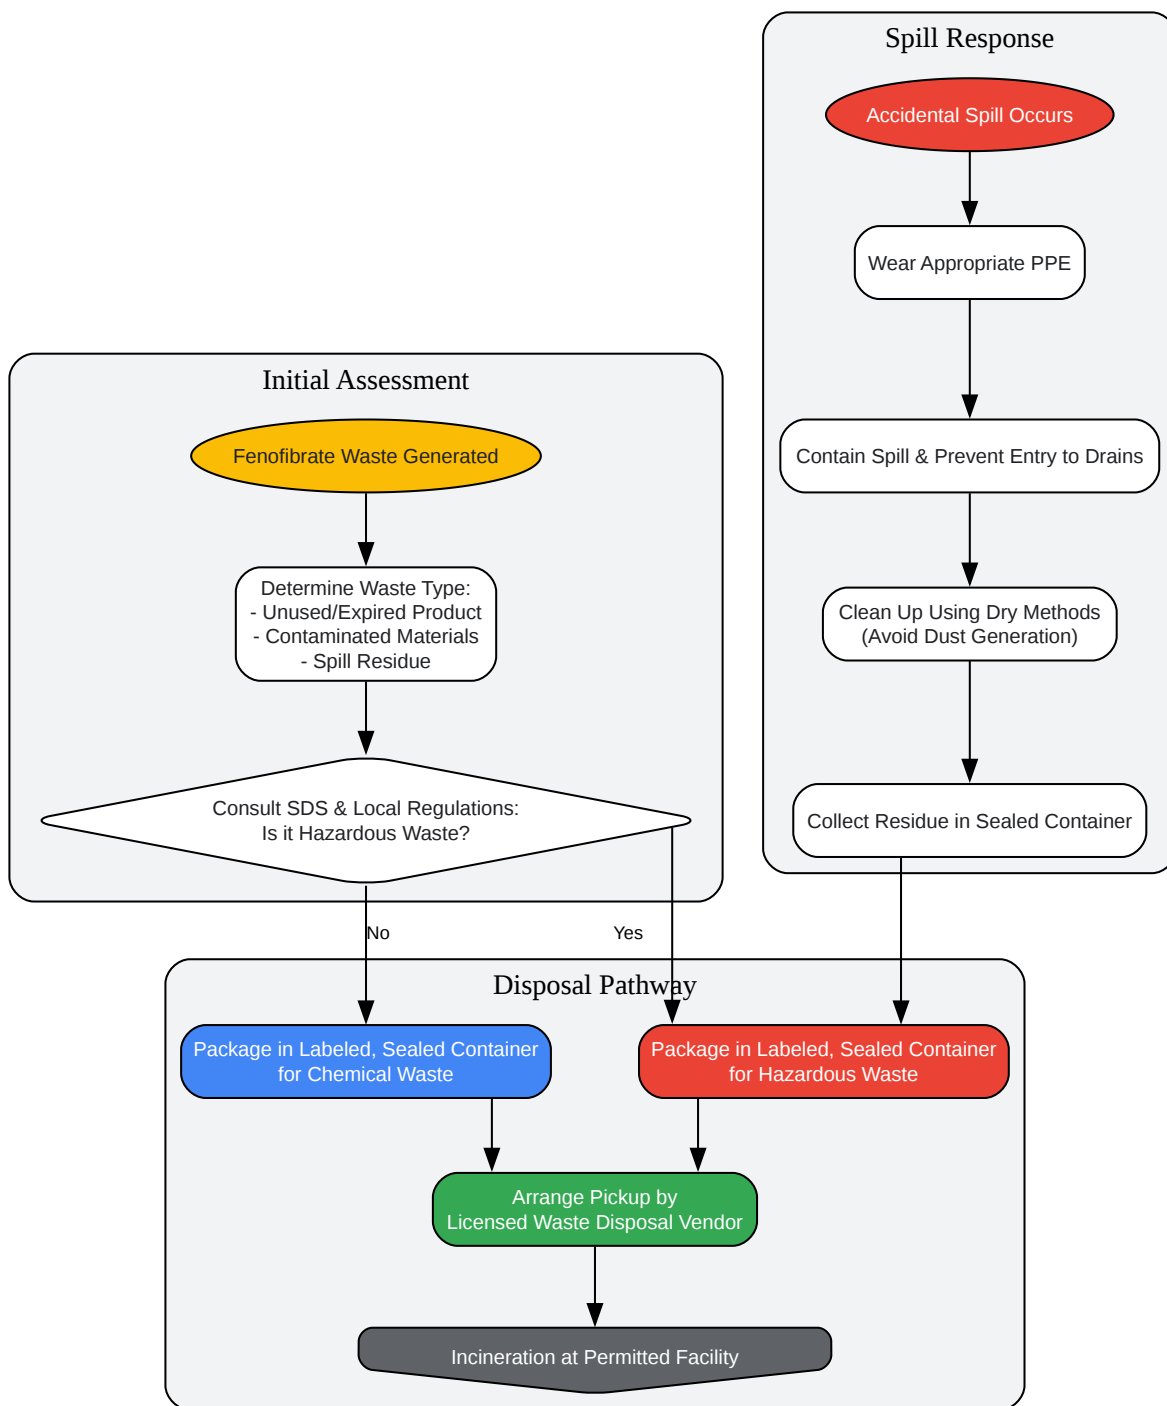 Spill Response
Accidental Spill Occurs
Wear Appropriate PPE
Contain Spill & Prevent Entry to Drains
Clean Up Using Dry Methods
(Avoid Dust Generation)
Collect Residue in Sealed Container
Initial Assessment
Fenofibrate Waste Generated
Determine Waste Type:
- Unused/Expired Product
- Contaminated Materials
- Spill Residue
Consult SDS & Local Regulations:
Is it Hazardous Waste?
No
Yes
Disposal Pathway
Package in Labeled, Sealed Container
for Chemical Waste
Package in Labeled, Sealed Container
for Hazardous Waste
Arrange Pickup by
Licensed Waste Disposal Vendor
Incineration at Permitted Facility